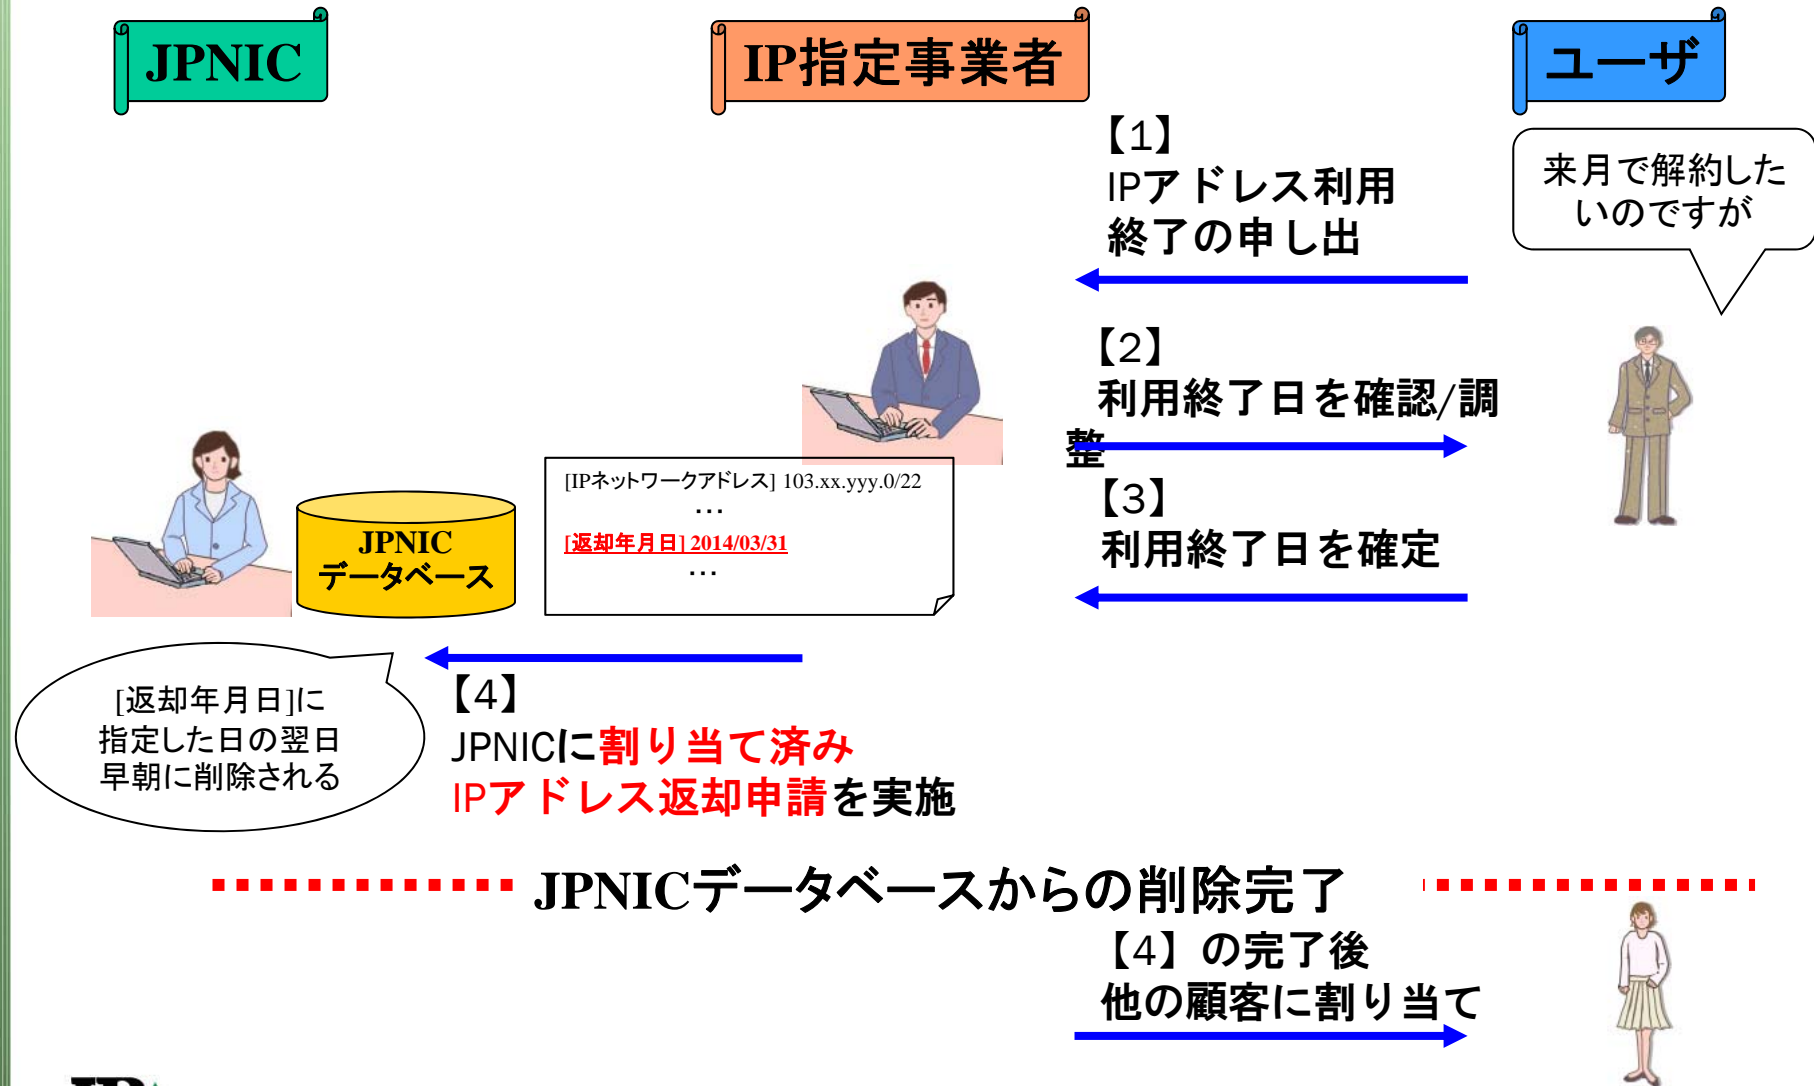 JPNIC
IP指定事業者
ユーザ
【1】
IPアドレス利用
終了の申し出
来月で解約した
いのですが
【2】
利用終了日を確認/調
整
【3】
利用終了日を確定
[IPネットワークアドレス] 103.xx.yyy.0/22
…
[返却年月日] 2014/03/31
…
JPNIC
データベース
[返却年月日]に
指定した日の翌日
早朝に削除される
【4】
JPNICに割り当て済み
IPアドレス返却申請を実施
JPNICデータベースからの削除完了
【4】の完了後
他の顧客に割り当て